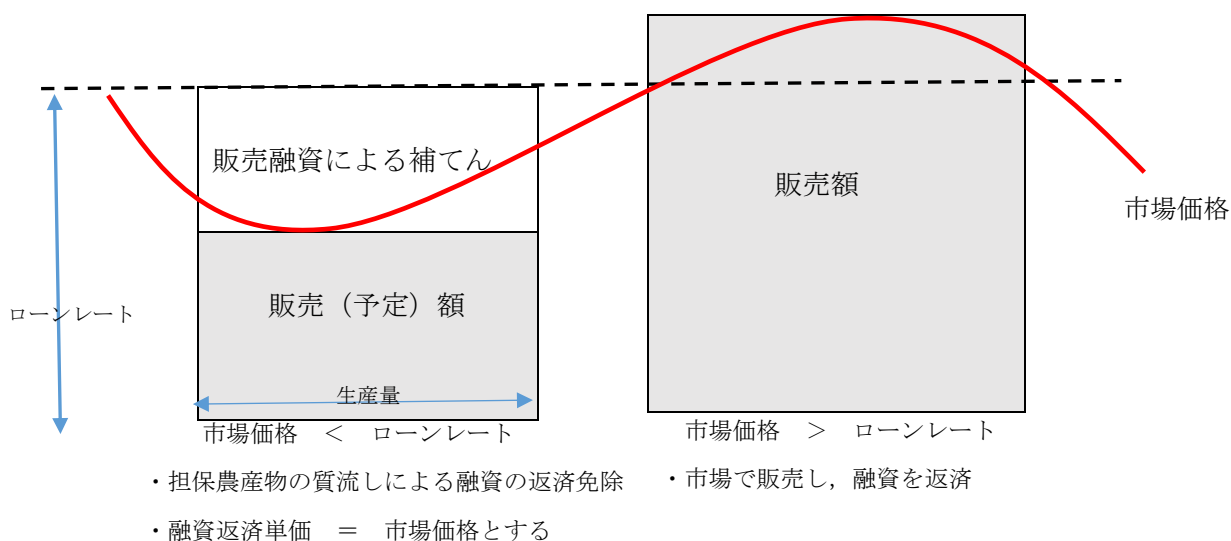 販売融資による補てん
販売額
市場価格
販売（予定）額
ローンレート
生産量
市場価格　＜　ローンレート
市場価格　＞　ローンレート
・担保農産物の質流しによる融資の返済免除
・市場で販売し，融資を返済
・融資返済単価　＝　市場価格とする